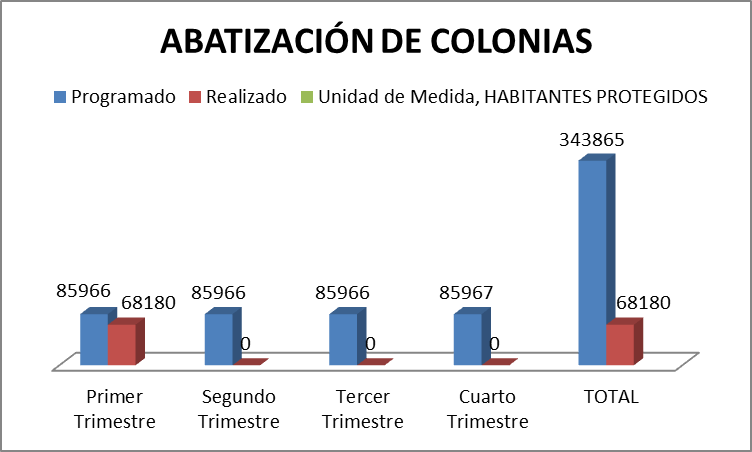 ABATIZACIÓN DE COLONIAS
Programado Realizado Unidad de Medida, HABITANTES PROTEGIDOS
343865
85966 68180 85966 0 85966 0 85967 0 68180
Primer Trimestre
Segundo Trimestre
Tercer Trimestre
Cuarto Trimestre
TOTAL